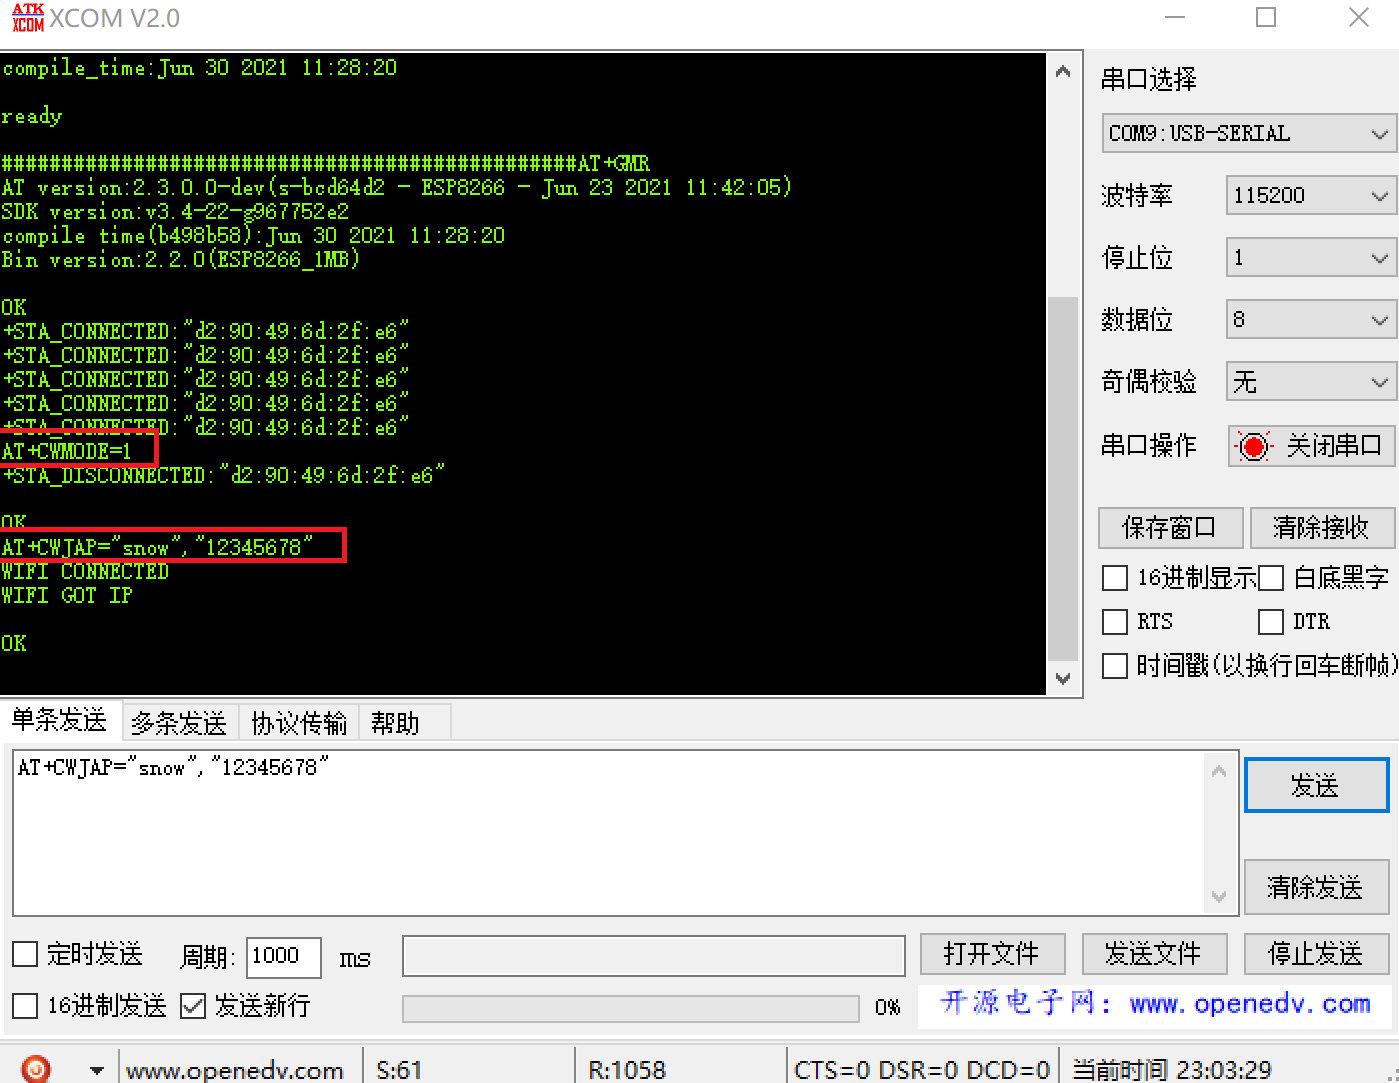 ATK
XCOM
XCOM V2.0
compile_time:Jun 30 2021 11:28:20
ready
################################################AT+GMR
AT version:2.3.0.0-dev(s-bcd64d2 - ESP8266 - Jun 23 2021 11:42:05)
SDK version:v3.4-22-g967752e2
compile time(b498b58):Jun 30 2021 11:28:20
Bin version:2.2.0(ESP8266_1MB)
OK
+STA_CONNECTED:"d2:90:49:6d:2f:e6"
+STA_CONNECTED:"d2:90:49:6d:2f:e6"
+STA_CONNECTED:"d2:90:49:6d:2f:e6"
+STA_CONNECTED:"d2:90:49:6d:2f:e6"
+STA_CONNECTED:"d2:90:49:6d:2f:e6"
AT+CWMODE=1
+STA_DISCONNECTED:"d2:90:49:6d:2f:e6"
OK
AT+CWJAP="snow","12345678"
WIFI CONNECTED
WIFI GOT IP
OK
串口选择
COM9:USB-SERIAL
波特率 115200
停止位 1
数据位 8
奇偶校验 无
串口操作 关闭串口
保存窗口 清除接收
16进制显示 白底黑字
RTS DTR
时间戳(以换行回车断帧)
单条发送 多条发送 协议传输 帮助
AT+CWJAP="snow","12345678"
发送
清除发送
定时发送 周期: 1000 ms 打开文件 发送文件 停止发送
16进制发送 发送新行 0% 开源电子网: www.openedv.com
www.openedv.com S:61 R:1058 CTS=0 DSR=0 DCD=0 当前时间 23:03:29